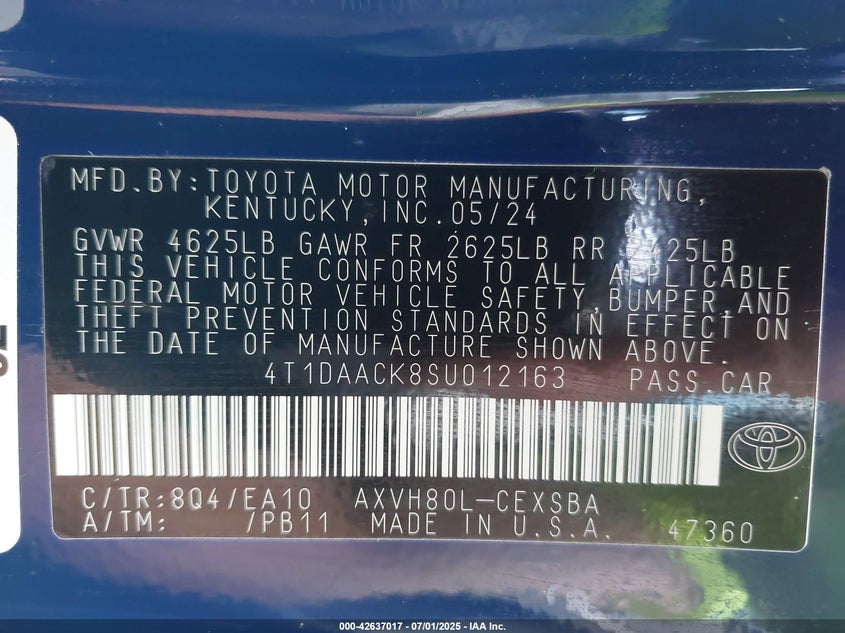 MFD.BY:TOYOTA MOTOR MANUFACTURING,
KENTUCKY,INC.05/24
GVWR 4625LB GAWR FR 2625LB RR 2425LB
THIS VEHICLE CONFORMS TO ALL APPLICABLE
FEDERAL MOTOR VEHICLE SAFETY,BUMPER,AND
THEFT PREVENTION STANDARDS IN EFFECT ON
THE DATE OF MANUFACTURE SHOWN ABOVE.
4T1DAACK8SU012163 PASS.CAR
C/TR:8Q4/EA10 AXVH80L-CEXSBA
A/TM: /PB11 MADE IN U.S.A. 47360
000-42637017 - 07/01/2025 - IAA Inc.